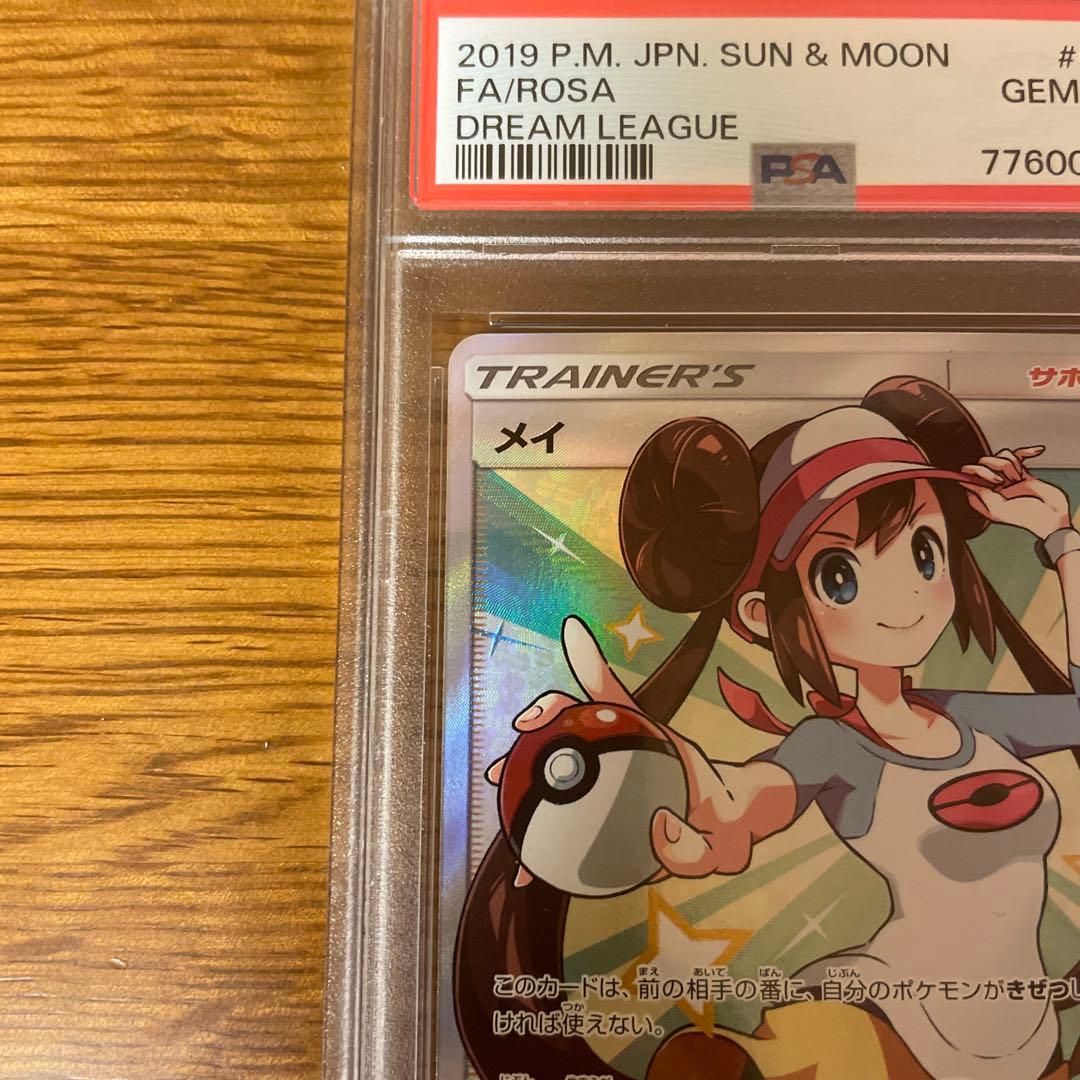 2019 P.M. JPN. SUN & MOON #
FA/ROSA GEM
DREAM LEAGUE
PSA 77600
TRAINER'S サポ
メイ
このカードは、前の相手の番に、自分のポケモンがきぜつし
ければ使えない。